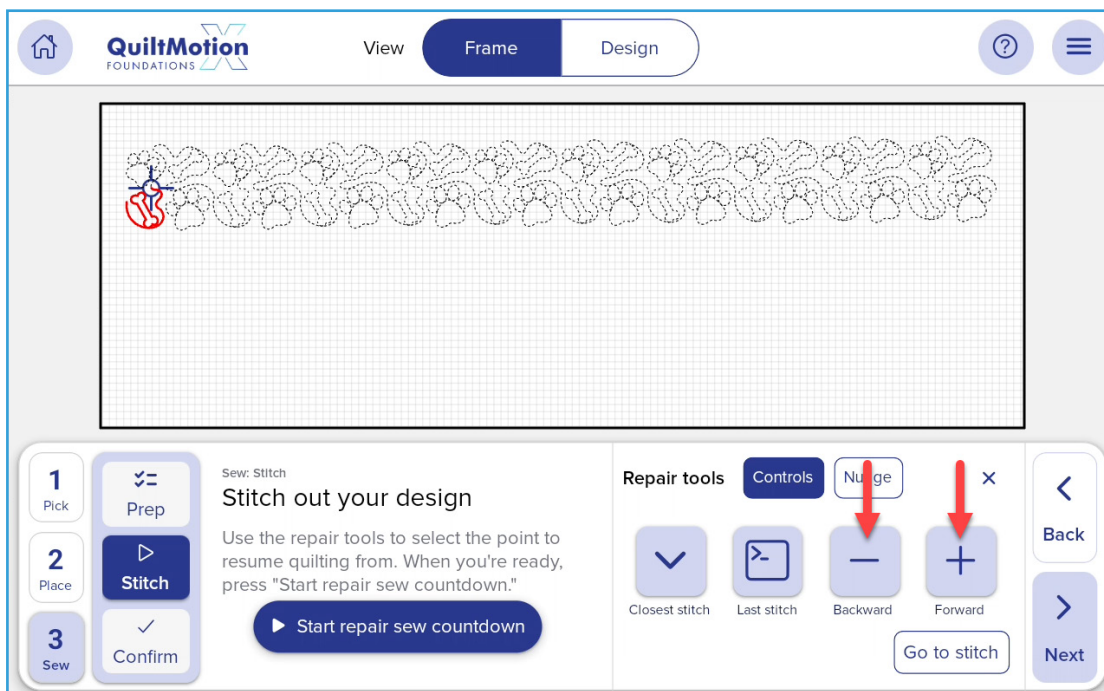 QuiltMotion
FOUNDATIONS
View
Frame
Design
?
1
Pick
2
Place
3
Sew
Prep
Stitch
Confirm
Sew: Stitch
Stitch out your design
Use the repair tools to select the point to
resume quilting from. When you're ready,
press "Start repair sew countdown."
Start repair sew countdown
Repair tools
Controls
Nudge
Closest stitch
Last stitch
Backward
Forward
Go to stitch
Back
Next